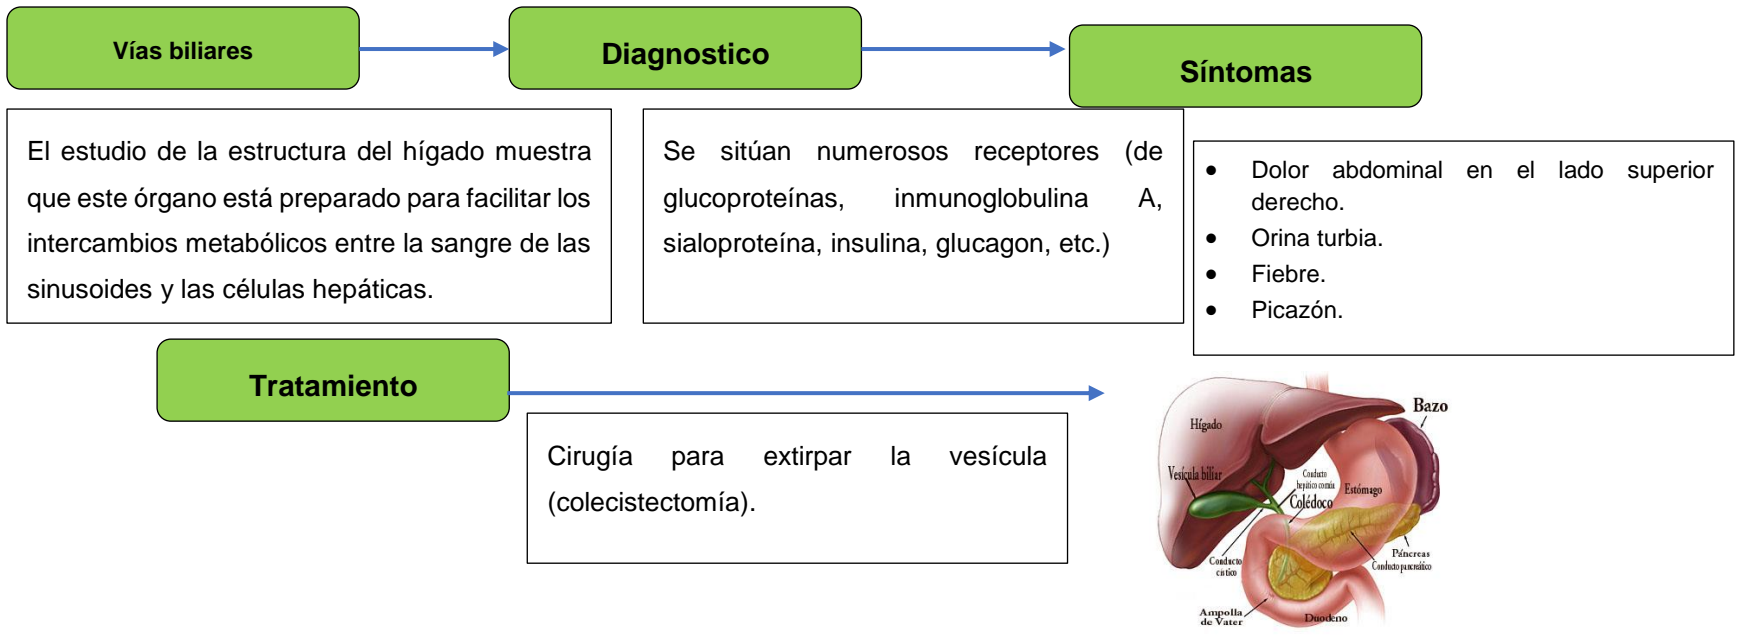 Vías biliares
Diagnostico
Síntomas
El estudio de la estructura del hígado muestra
que este órgano está preparado para facilitar los
intercambios metabólicos entre la sangre de las
sinusoides y las células hepáticas.
Se sitúan numerosos receptores (de
glucoproteínas, inmunoglobulina A,
sialoproteína, insulina, glucagon, etc.)
• Dolor abdominal en el lado superior
derecho.
• Orina turbia.
• Fiebre.
• Picazón.
Tratamiento
Cirugía para extirpar la vesícula
(colecistectomía).
Bazo
Hígado
Vesícula biliar
Conducto
hepático común
Colédoco
Estómago
Conducto
cístico
Páncreas
Conducto pancreático
Ampolla
de Vater
Duodeno